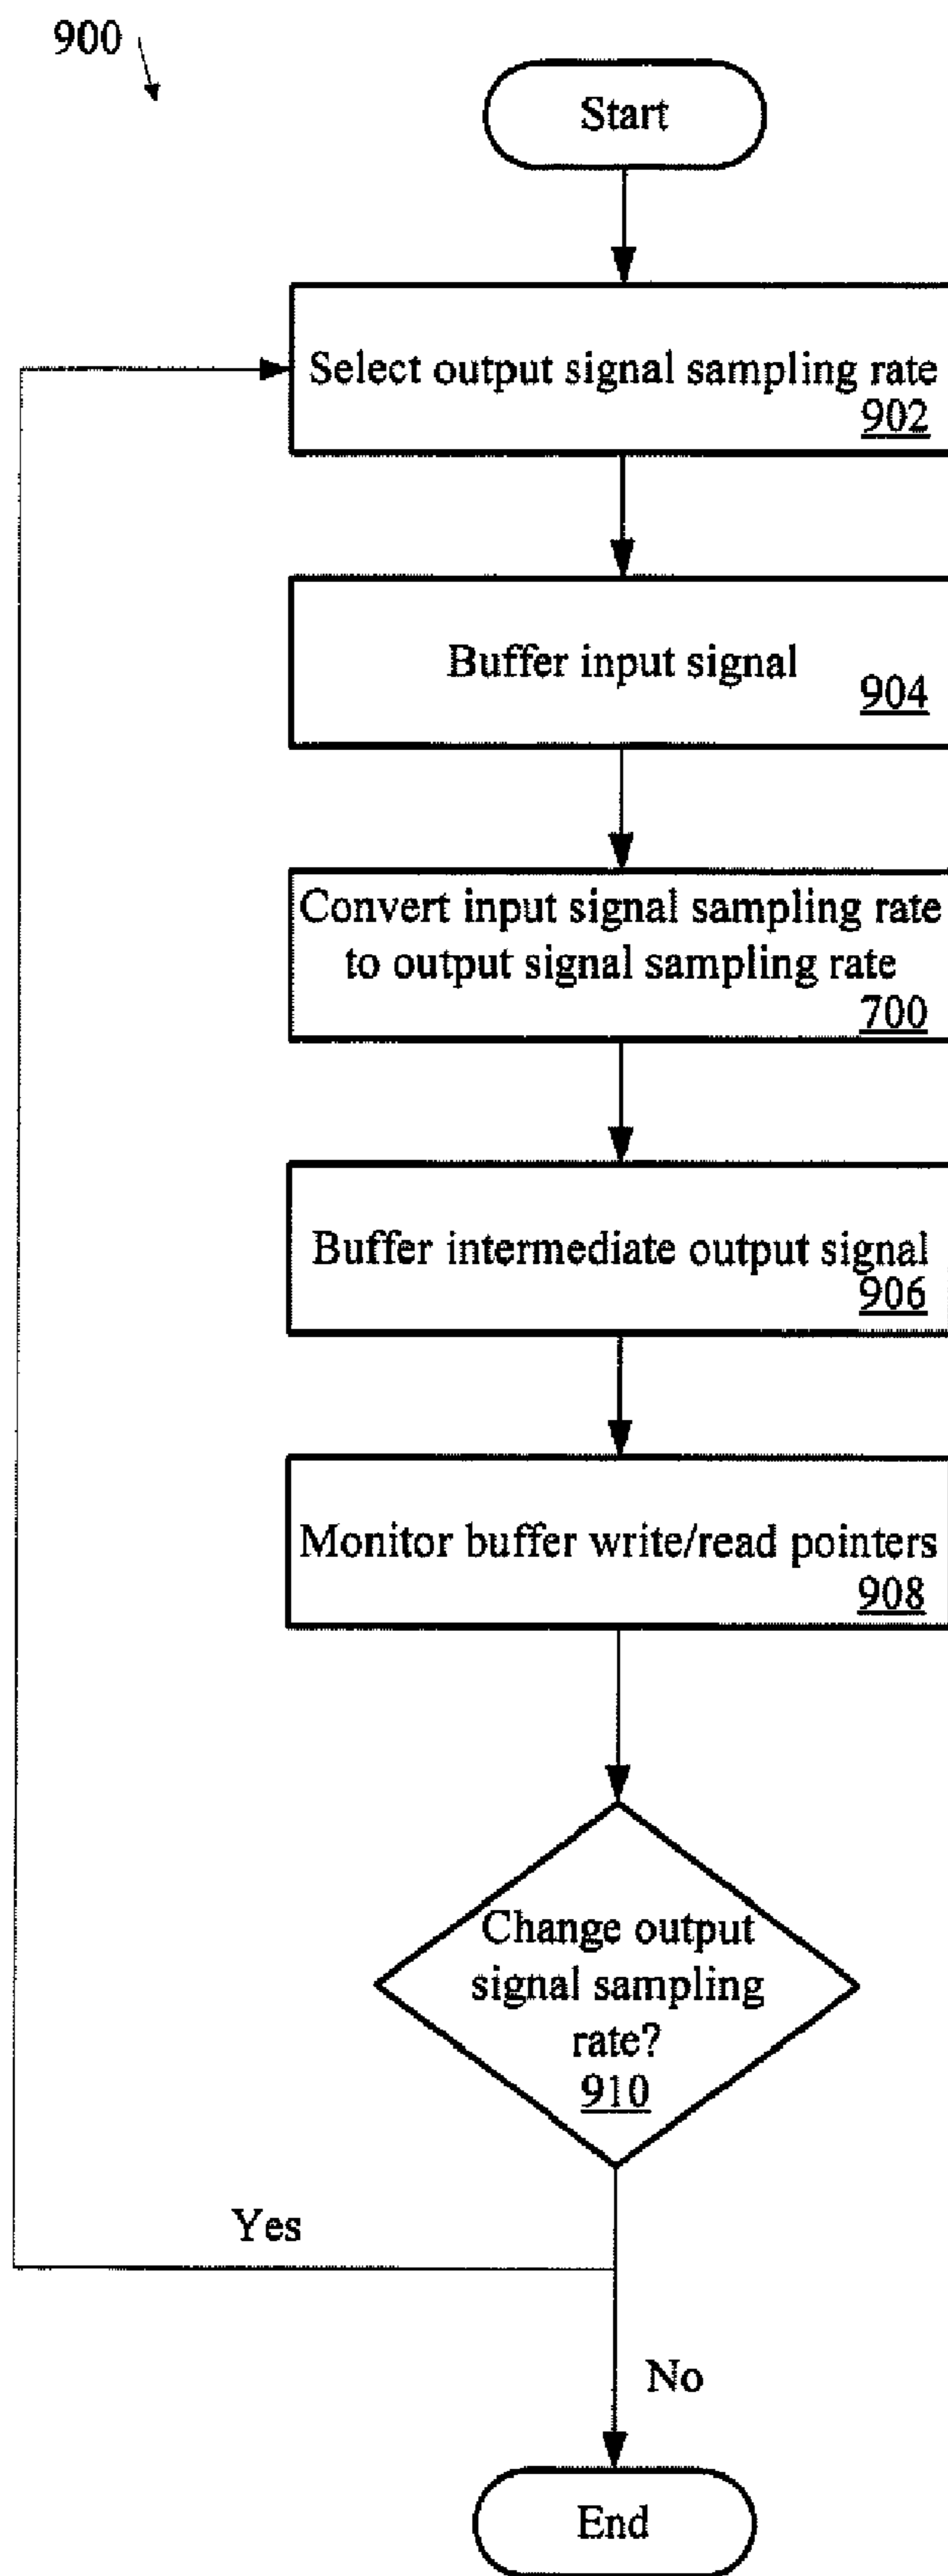 900
Start
Select output signal sampling rate
902
Buffer input signal
904
Convert input signal sampling rate
to output signal sampling rate
700
Buffer intermediate output signal
906
Monitor buffer write/read pointers
908
Change output
signal sampling
rate?
910
Yes
No
End